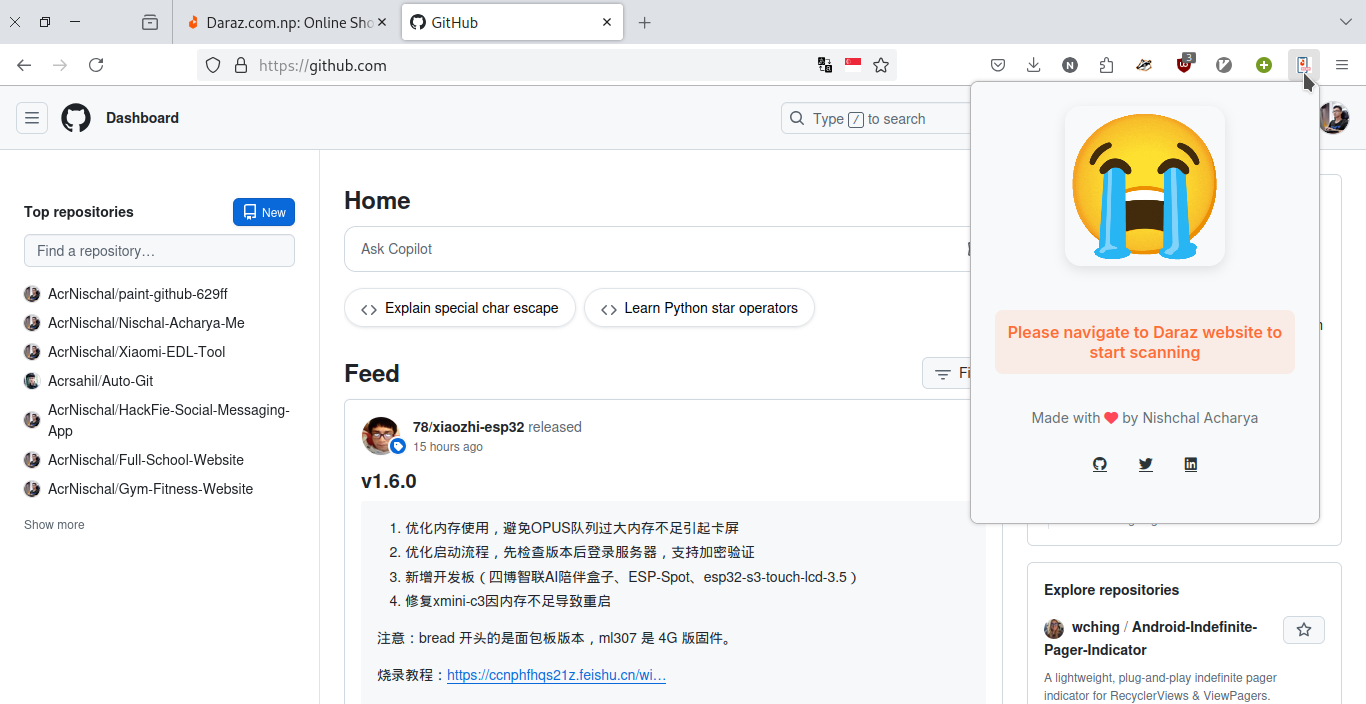 Daraz.com.np: Online Sho
GitHub
https://github.com
N
3
Dashboard
Type / to search
Top repositories
New
Find a repository…
AcrNischal/paint-github-629ff
AcrNischal/Nischal-Acharya-Me
AcrNischal/Xiaomi-EDL-Tool
Acrsahil/Auto-Git
AcrNischal/HackFie-Social-Messaging-
App
AcrNischal/Full-School-Website
AcrNischal/Gym-Fitness-Website
Show more
Home
Ask Copilot
Explain special char escape
Learn Python star operators
Feed
Fi
78/xiaozhi-esp32 released
15 hours ago
v1.6.0
1. 优化内存使用，避免OPUS队列过大内存不足引起卡屏
2. 优化启动流程，先检查版本后登录服务器，支持加密验证
3. 新增开发板（四博智联AI陪伴盒子、ESP-Spot、esp32-s3-touch-lcd-3.5）
4. 修复xmini-c3因内存不足导致重启
注意：bread 开头的是面包板版本，ml307 是 4G 版固件。
烧录教程：https://ccnphfhqs21z.feishu.cn/wi…
Please navigate to Daraz website to
start scanning
Made with ❤ by Nishchal Acharya
Explore repositories
wching / Android-Indefinite-
Pager-Indicator
A lightweight, plug-and-play indefinite pager
indicator for RecyclerViews & ViewPagers.